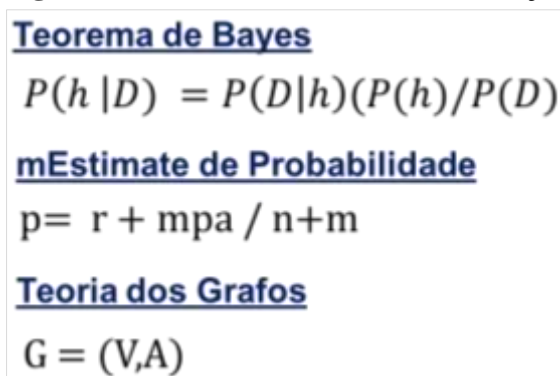 Teorema de Bayes
P(h |D) = P(D|h)(P(h)/P(D)
mEstimate de Probabilidade
p= r + mpa / n+m
Teoria dos Grafos
G = (V,A)